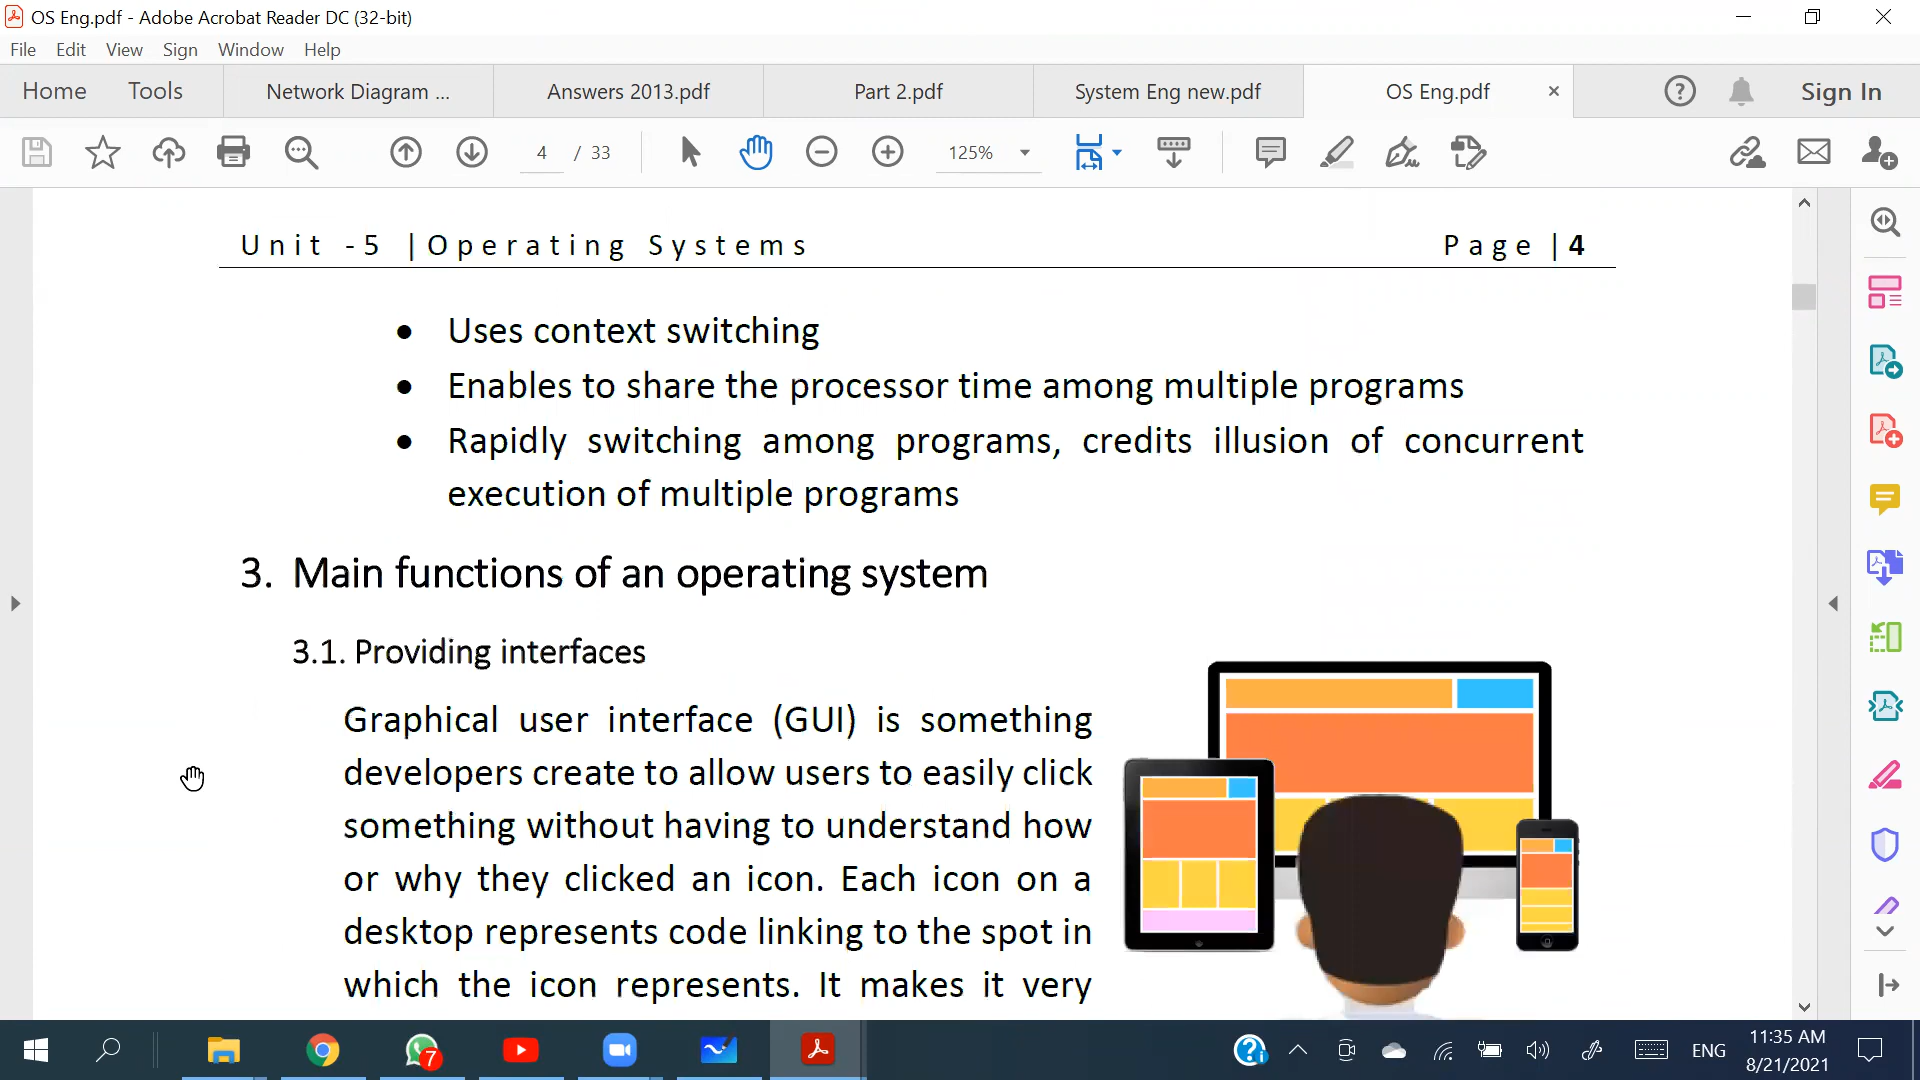 OS Eng.pdf - Adobe Acrobat Reader DC (32-bit)
File Edit View Sign Window Help
Home Tools Network Diagram ... Answers 2013.pdf Part 2.pdf System Eng new.pdf OS Eng.pdf Sign In
4 / 33 125%
Unit -5 |Operating Systems Page |4
• Uses context switching
• Enables to share the processor time among multiple programs
• Rapidly switching among programs, credits illusion of concurrent
execution of multiple programs
3. Main functions of an operating system
3.1. Providing interfaces
Graphical user interface (GUI) is something
developers create to allow users to easily click
something without having to understand how
or why they clicked an icon. Each icon on a
desktop represents code linking to the spot in
which the icon represents. It makes it very
7
ENG
11:35 AM
8/21/2021